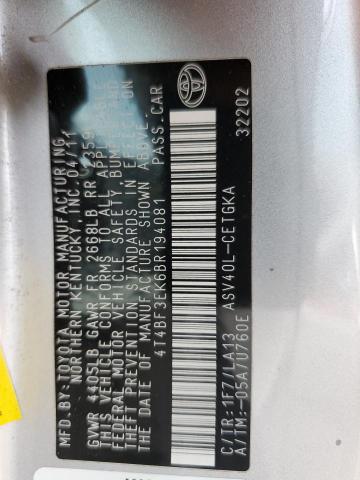 MFD.BY:TOYOTA MOTOR MANUFACTURING,
NORTHERN KENTUCKY, INC. 04/11
GVWR 4405LB GAWR FR 2668LB RR 2359
THIS VEHICLE CONFORMS TO ALL
FEDERAL MOTOR VEHICLE SAFETY, BUMPER
THEFT PREVENTION STANDARDS IN EFFECT ON
THE DATE OF MANUFACTURE SHOWN ABOVE.
4T4BF3EK6BR194081 PASS.CAR
C/TR:1F7/LA13 ASV40L-CETGKA
A/TM:-05A/U760E 32202